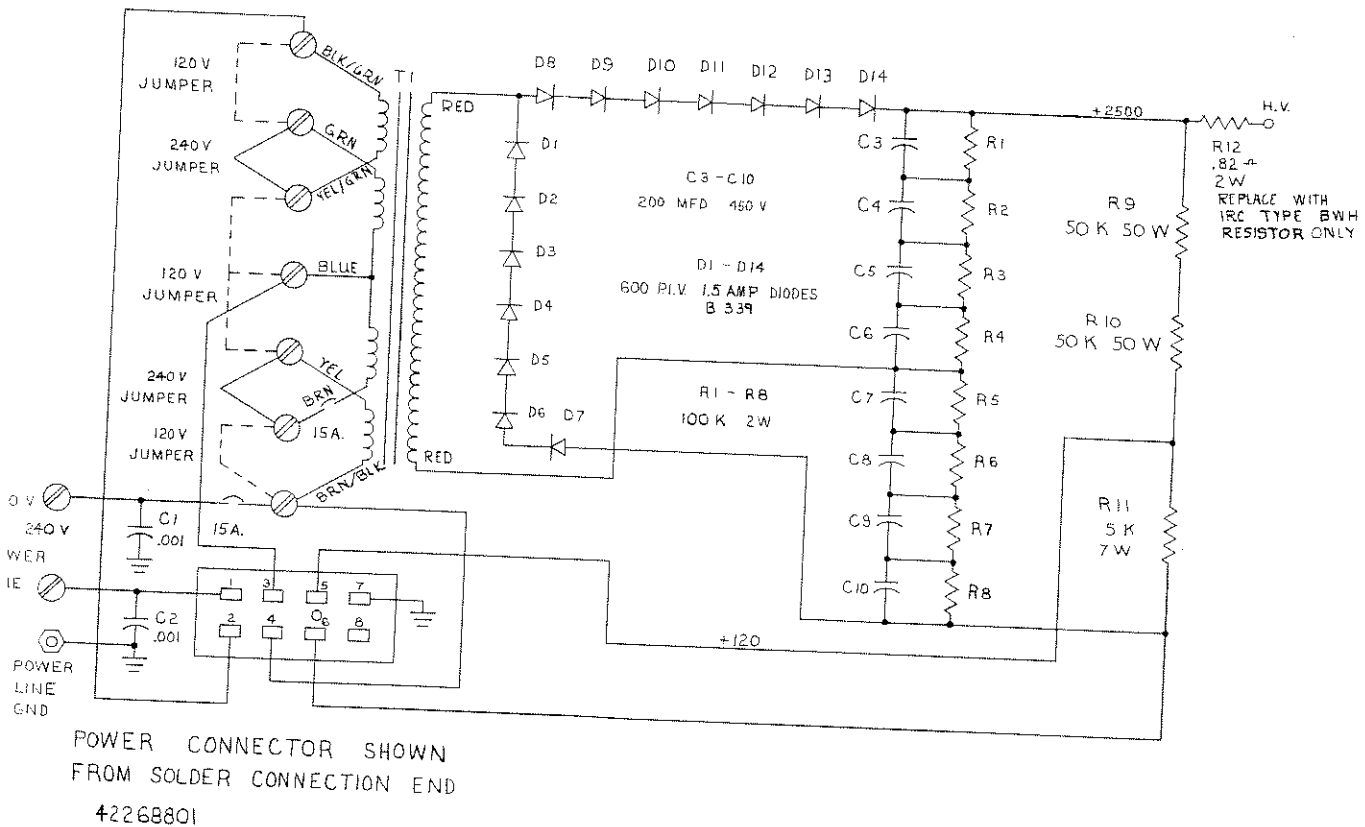 120 V
JUMPER
BLK/GRN
GRN
240 V
JUMPER
YEL/GRN
120 V
JUMPER
BLUE
YEL
240 V
JUMPER
BRN
15A.
120 V
JUMPER
BRN/BLK
T1
RED
RED
D8 D9 D10 D11 D12 D13 D14
D1
D2
D3
D4
D5
D6 D7
C3-C10
200 MFD 450 V
D1 - D14
600 P.I.V. 1.5 AMP DIODES
B 339
R1 - R8
100 K 2W
C3 R1
C4 R2
C5 R3
C6 R4
C7 R5
C8 R6
C9 R7
C10 R8
+2500
H.V.
R12
.82
2 W
REPLACE WITH
IRC TYPE BWH
RESISTOR ONLY
R9
50 K 50 W
R10
50 K 50 W
R11
5 K
7 W
0 V
240 V
WER
C1
.001
15A.
C2
.001
POWER
LINE
GND
1 3 5 7
2 4 6 8
+120
POWER CONNECTOR SHOWN
FROM SOLDER CONNECTION END
42268801